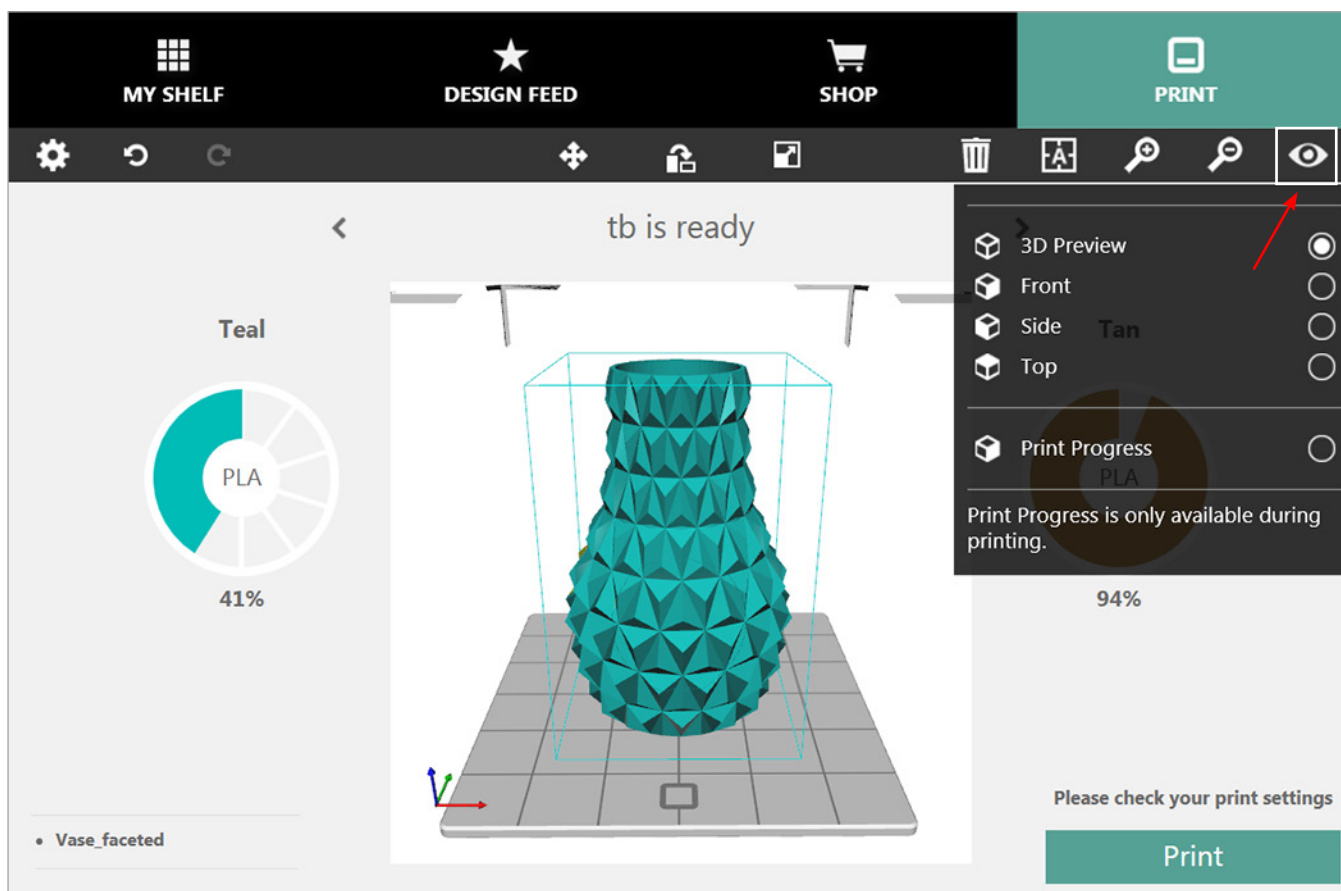 MY SHELF
DESIGN FEED
SHOP
PRINT
A
tb is ready
3D Preview
Front
Side
Top
Print Progress
Print Progress is only available during
printing.
Teal
PLA
41%
Tan
PLA
94%
• Vase_faceted
Please check your print settings
Print